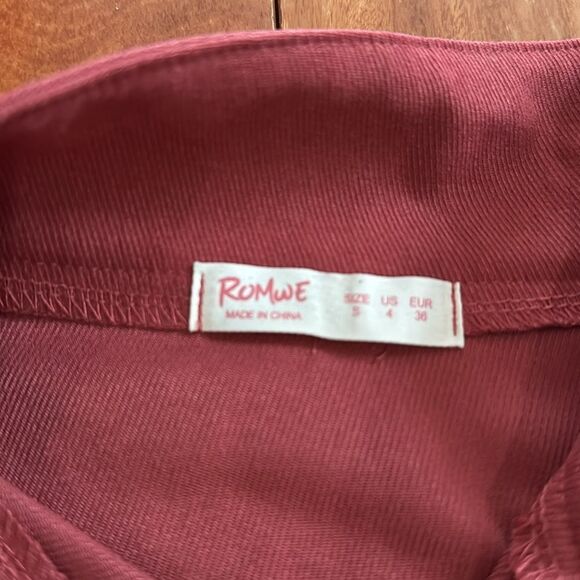 ROMWE
MADE IN CHINA
SIZE US EUR
S 4 36